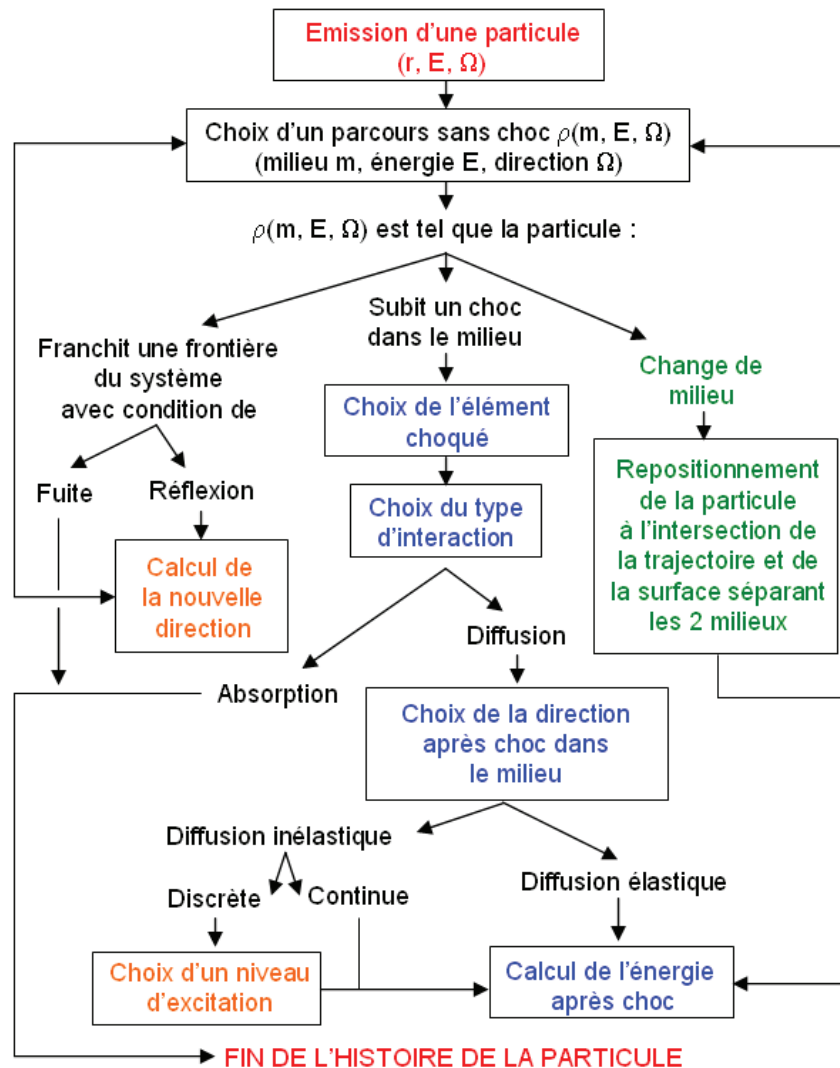 Emission d'une particule
(r, E, Ω)
Choix d'un parcours sans choc ρ(m, E, Ω)
(milieu m, énergie E, direction Ω)
ρ(m, E, Ω) est tel que la particule :
Franchit une frontière
du système
avec condition de
Subit un choc
dans le milieu
Change de
milieu
Choix de l'élément
choqué
Fuite
Réflexion
Choix du type
d'interaction
Repositionnement
de la particule
à l'intersection de
la trajectoire et de
la surface séparant
les 2 milieux
Calcul de
la nouvelle
direction
Diffusion
Absorption
Choix de la direction
après choc dans
le milieu
Diffusion inélastique
Diffusion élastique
Discrète
Continue
Choix d'un niveau
d'excitation
Calcul de l'énergie
après choc
FIN DE L'HISTOIRE DE LA PARTICULE